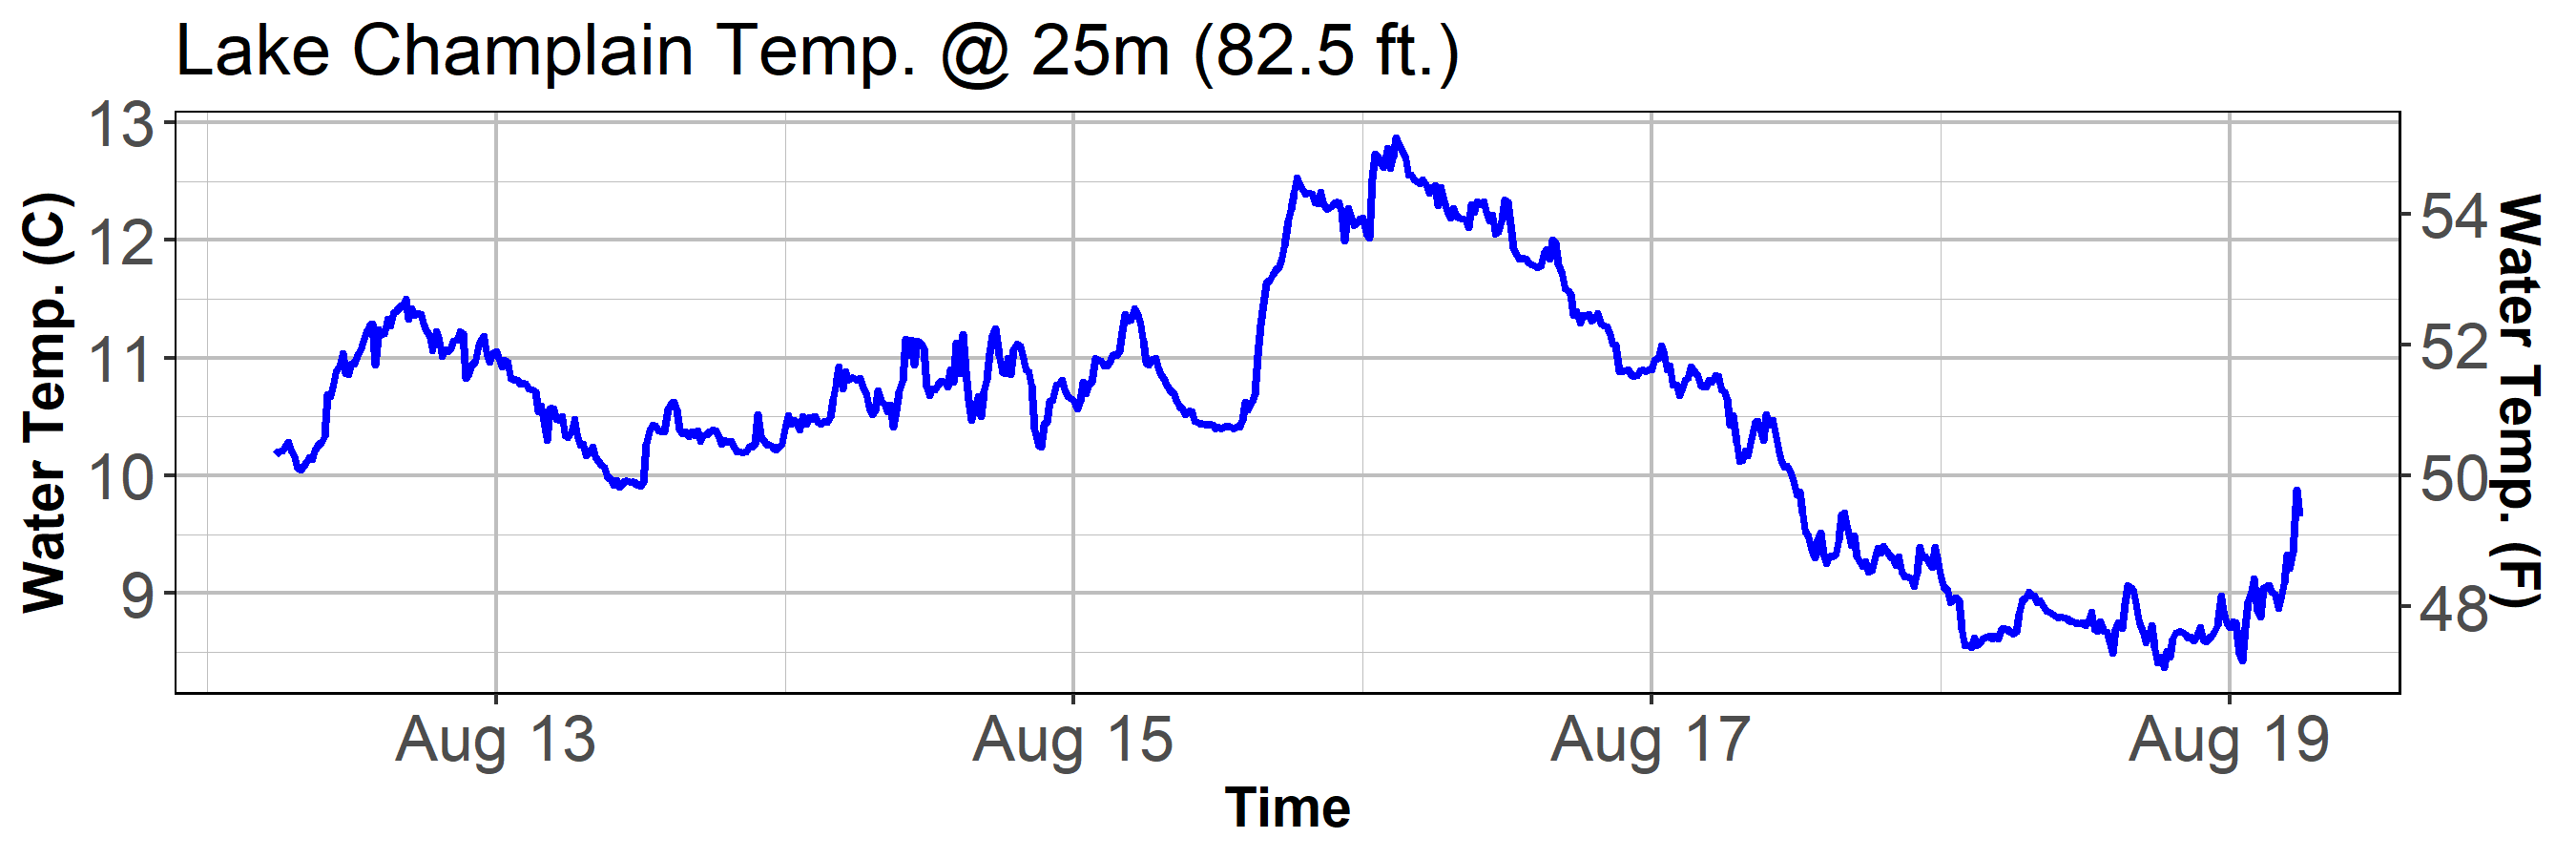 Lake Champlain Temp. @ 25m (82.5 ft.)
Water Temp. (C)
13
12
11
10
9
54
52
50
48
Water Temp. (F)
Aug 13
Aug 15
Aug 17
Aug 19
Time